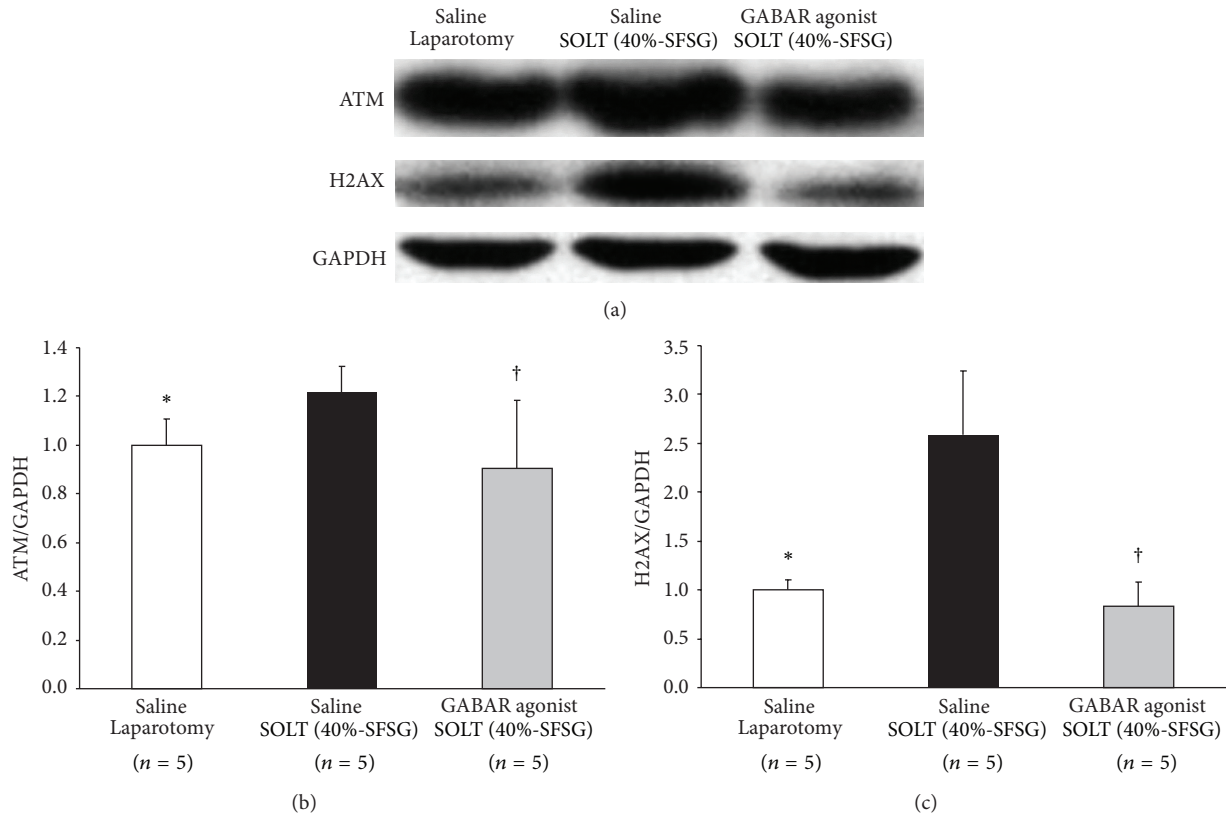 Saline
Laparotomy
Saline
SOLT (40%-SFSG)
GABAR agonist
SOLT (40%-SFSG)
ATM
H2AX
GAPDH
(a)
ATM/GAPDH
1.4
1.2
1.0
0.8
0.6
0.4
0.2
0.0
*
†
Saline
Laparotomy
(n = 5)
Saline
SOLT (40%-SFSG)
(n = 5)
GABAR agonist
SOLT (40%-SFSG)
(n = 5)
(b)
H2AX/GAPDH
3.5
3.0
2.5
2.0
1.5
1.0
0.5
0.0
*
†
Saline
Laparotomy
(n = 5)
Saline
SOLT (40%-SFSG)
(n = 5)
GABAR agonist
SOLT (40%-SFSG)
(n = 5)
(c)